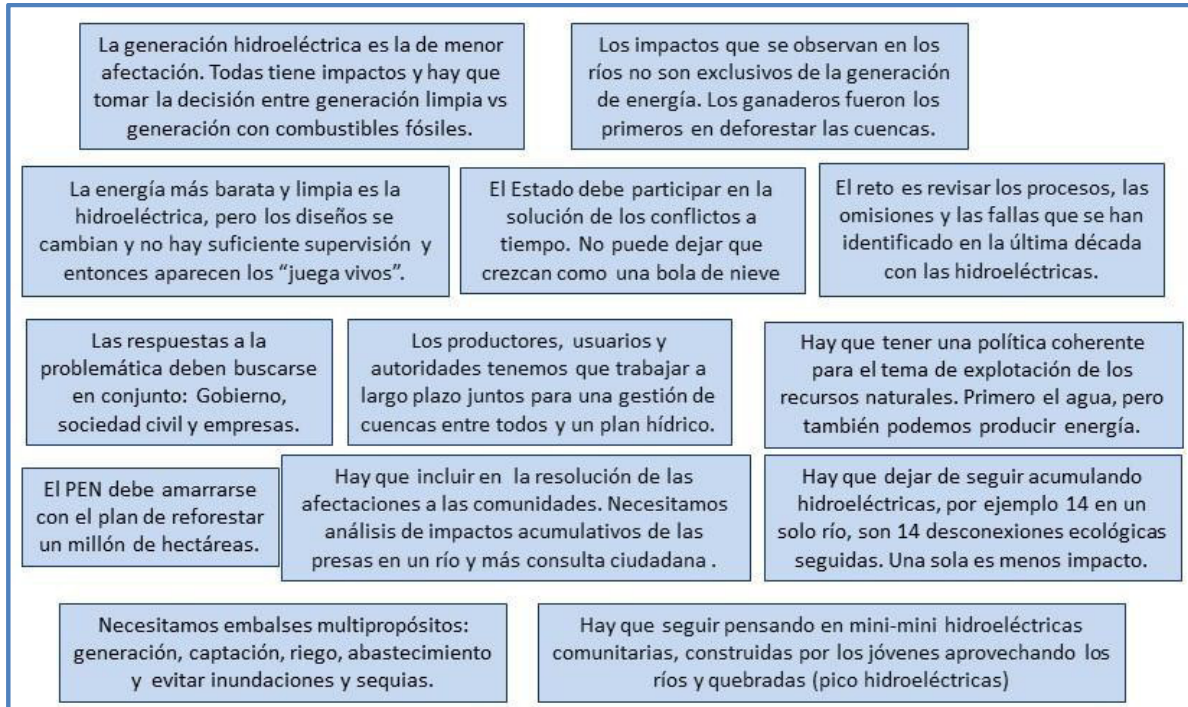 La generación hidroeléctrica es la de menor
afectación. Todas tiene impactos y hay que
tomar la decisión entre generación limpia vs
generación con combustibles fósiles.
Los impactos que se observan en los
ríos no son exclusivos de la generación
de energía. Los ganaderos fueron los
primeros en deforestar las cuencas.
La energía más barata y limpia es la
hidroeléctrica, pero los diseños se
cambian y no hay suficiente supervisión y
entonces aparecen los “juega vivos”.
El Estado debe participar en la
solución de los conflictos a
tiempo. No puede dejar que
crezcan como una bola de nieve
El reto es revisar los procesos, las
omisiones y las fallas que se han
identificado en la última década
con las hidroeléctricas.
Las respuestas a la
problemática deben buscarse
en conjunto: Gobierno,
sociedad civil y empresas.
Los productores, usuarios y
autoridades tenemos que trabajar a
largo plazo juntos para una gestión de
cuencas entre todos y un plan hídrico.
Hay que tener una política coherente
para el tema de explotación de los
recursos naturales. Primero el agua, pero
también podemos producir energía.
El PEN debe amarrarse
con el plan de reforestar
un millón de hectáreas.
Hay que incluir en la resolución de las
afectaciones a las comunidades. Necesitamos
análisis de impactos acumulativos de las
presas en un río y más consulta ciudadana .
Hay que dejar de seguir acumulando
hidroeléctricas, por ejemplo 14 en un
solo río, son 14 desconexiones ecológicas
seguidas. Una sola es menos impacto.
Necesitamos embalses multipropósitos:
generación, captación, riego, abastecimiento
y evitar inundaciones y sequias.
Hay que seguir pensando en mini-mini hidroeléctricas
comunitarias, construidas por los jóvenes aprovechando los
ríos y quebradas (pico hidroeléctricas)